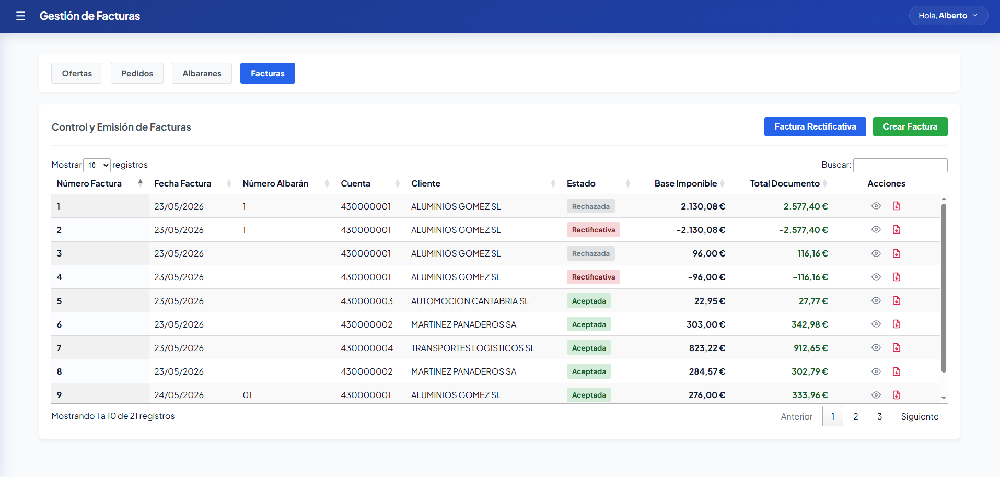 Gestión de Facturas
Hola, Alberto
Ofertas Pedidos Albaranes Facturas
Control y Emisión de Facturas
Factura Rectificativa Crear Factura
Mostrar 10 registros
Buscar:
Número Factura Fecha Factura Número Albarán Cuenta Cliente Estado Base Imponible Total Documento Acciones
1 23/05/2026 1 430000001 ALUMINIOS GOMEZ SL Rechazada 2.130,08 € 2.577,40 €
2 23/05/2026 1 430000001 ALUMINIOS GOMEZ SL Rectificativa -2.130,08 € -2.577,40 €
3 23/05/2026 430000001 ALUMINIOS GOMEZ SL Rechazada 96,00 € 116,16 €
4 23/05/2026 430000001 ALUMINIOS GOMEZ SL Rectificativa -96,00 € -116,16 €
5 23/05/2026 430000003 AUTOMOCION CANTABRIA SL Aceptada 22,95 € 27,77 €
6 23/05/2026 430000002 MARTINEZ PANADEROS SA Aceptada 303,00 € 342,98 €
7 23/05/2026 430000004 TRANSPORTES LOGISTICOS SL Aceptada 823,22 € 912,65 €
8 23/05/2026 430000002 MARTINEZ PANADEROS SA Aceptada 284,57 € 302,79 €
9 24/05/2026 01 430000001 ALUMINIOS GOMEZ SL Aceptada 276,00 € 333,96 €
Mostrando 1 a 10 de 21 registros
Anterior 1 2 3 Siguiente